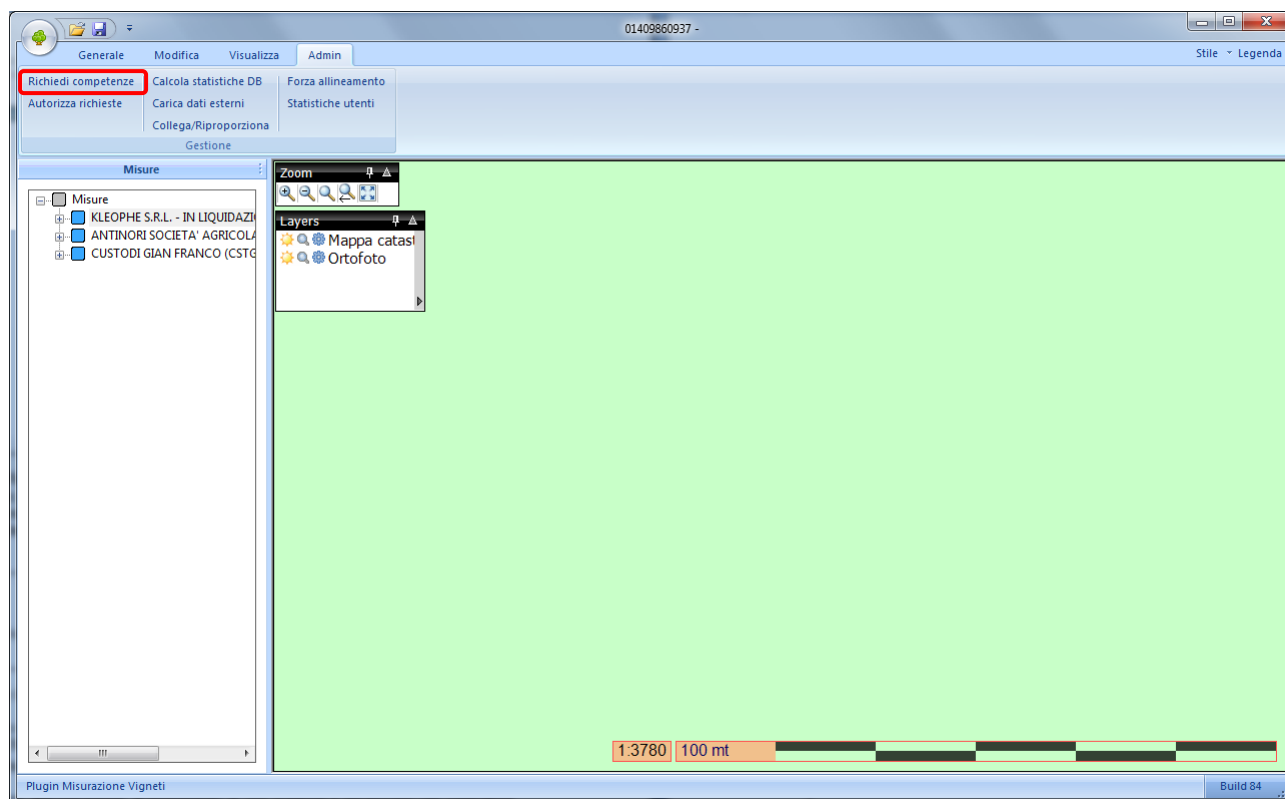 01409860937 -
Generale Modifica Visualizza Admin Stile Legenda
Richiedi competenze Calcola statistiche DB Forza allineamento
Autorizza richieste Carica dati esterni Statistiche utenti
Collega/Riproporziona
Gestione
Misure
Misure
KLEOPHE S.R.L. - IN LIQUIDAZI
ANTINORI SOCIETA' AGRICOLA
CUSTODI GIAN FRANCO (CSTG
Zoom
Layers
Mappa catast
Ortofoto
1:3780 100 mt
Plugin Misurazione Vigneti Build 84